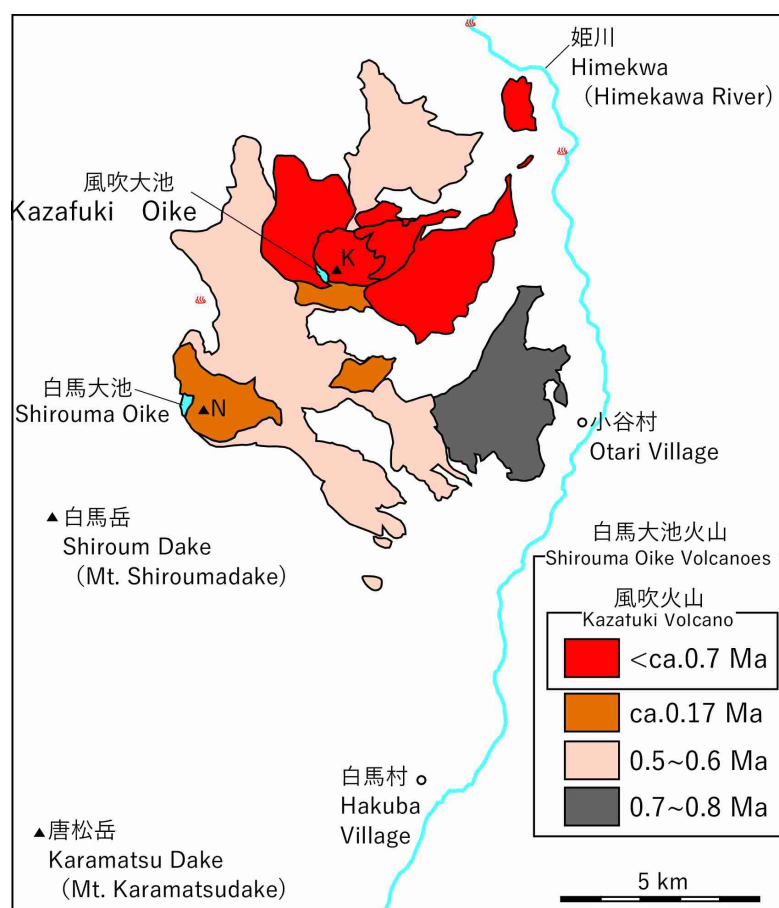 姫川
Himekwa
(Himekawa River)
風吹大池
Kazafuki Oike
K
白馬大池
Shirouma Oike
N
小谷村
Otari Village
白馬岳
Shiroum Dake
(Mt. Shiroumadake)
白馬大池火山
Shirouma Oike Volcanoes
風吹火山
Kazafuki Volcano
<ca.0.7 Ma
ca.0.17 Ma
0.5~0.6 Ma
0.7~0.8 Ma
白馬村
Hakuba
Village
唐松岳
Karamatsu Dake
(Mt. Karamatsudake)
5 km